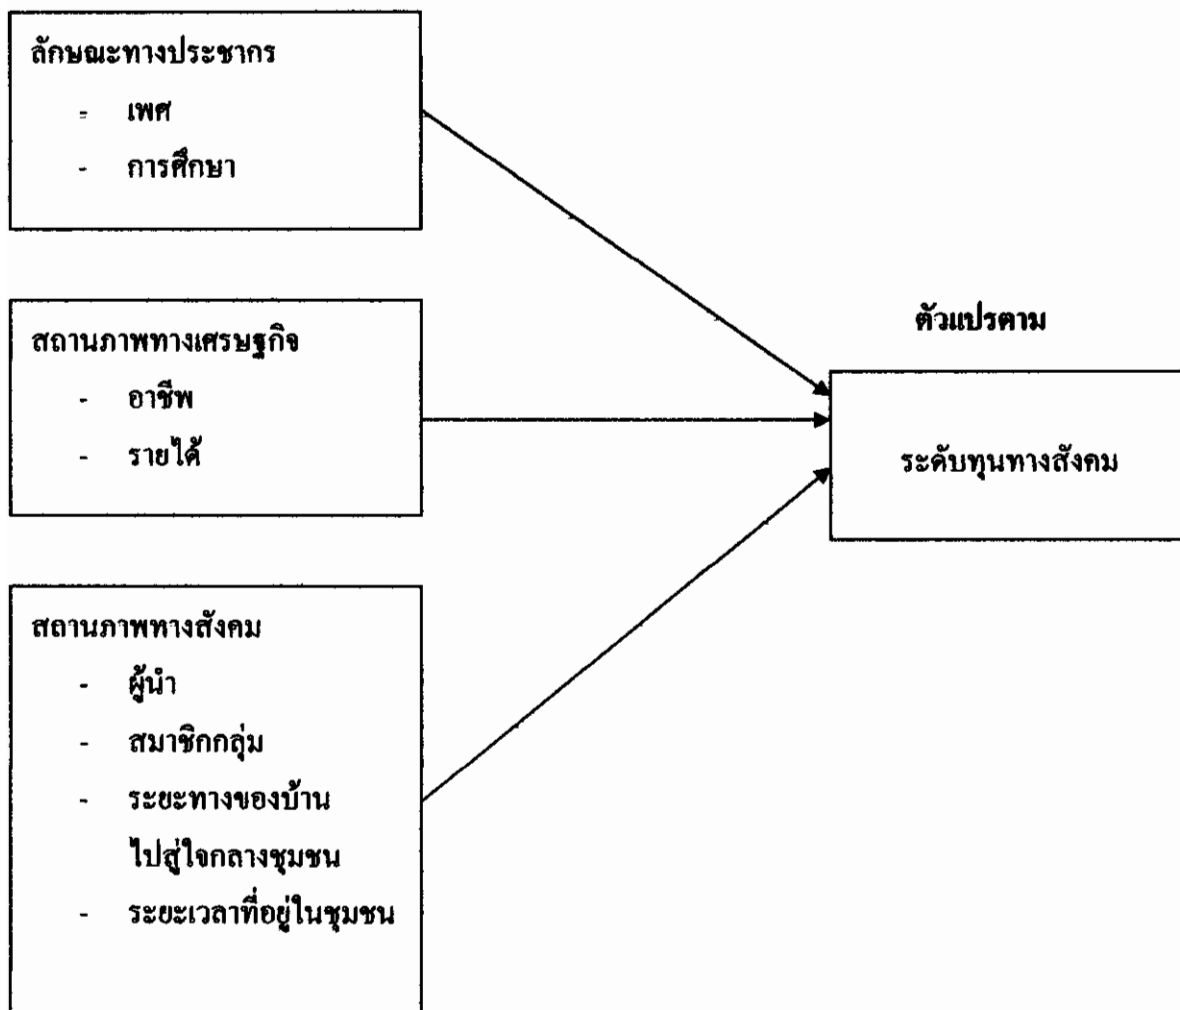 ลักษณะทางประชากร
- เพศ
- การศึกษา
สถานภาพทางเศรษฐกิจ
- อาชีพ
- รายได้
สถานภาพทางสังคม
- ผู้นำ
- สมาชิกกลุ่ม
- ระยะทางของบ้าน
ไปสู่ใจกลางชุมชน
- ระยะเวลาที่อยู่ในชุมชน
ตัวแปรตาม
ระดับทุนทางสังคม